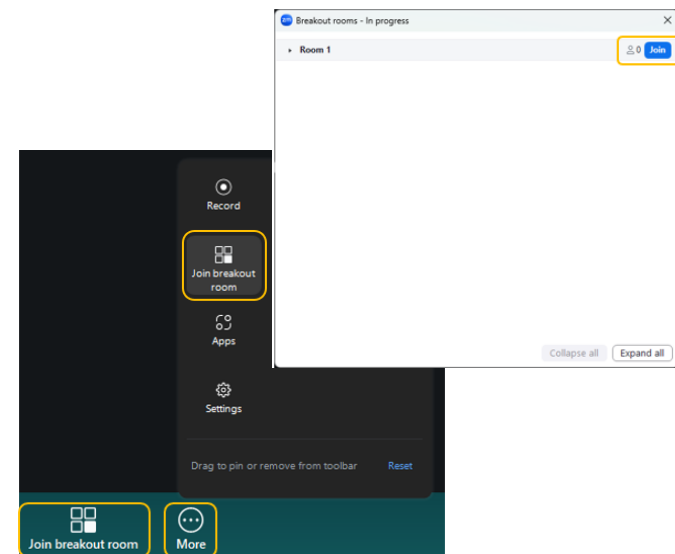 zm Breakout rooms - In progress
Room 1
0 Join
Record
Join breakout
room
Apps
Settings
Collapse all Expand all
Drag to pin or remove from toolbar Reset
Join breakout room More